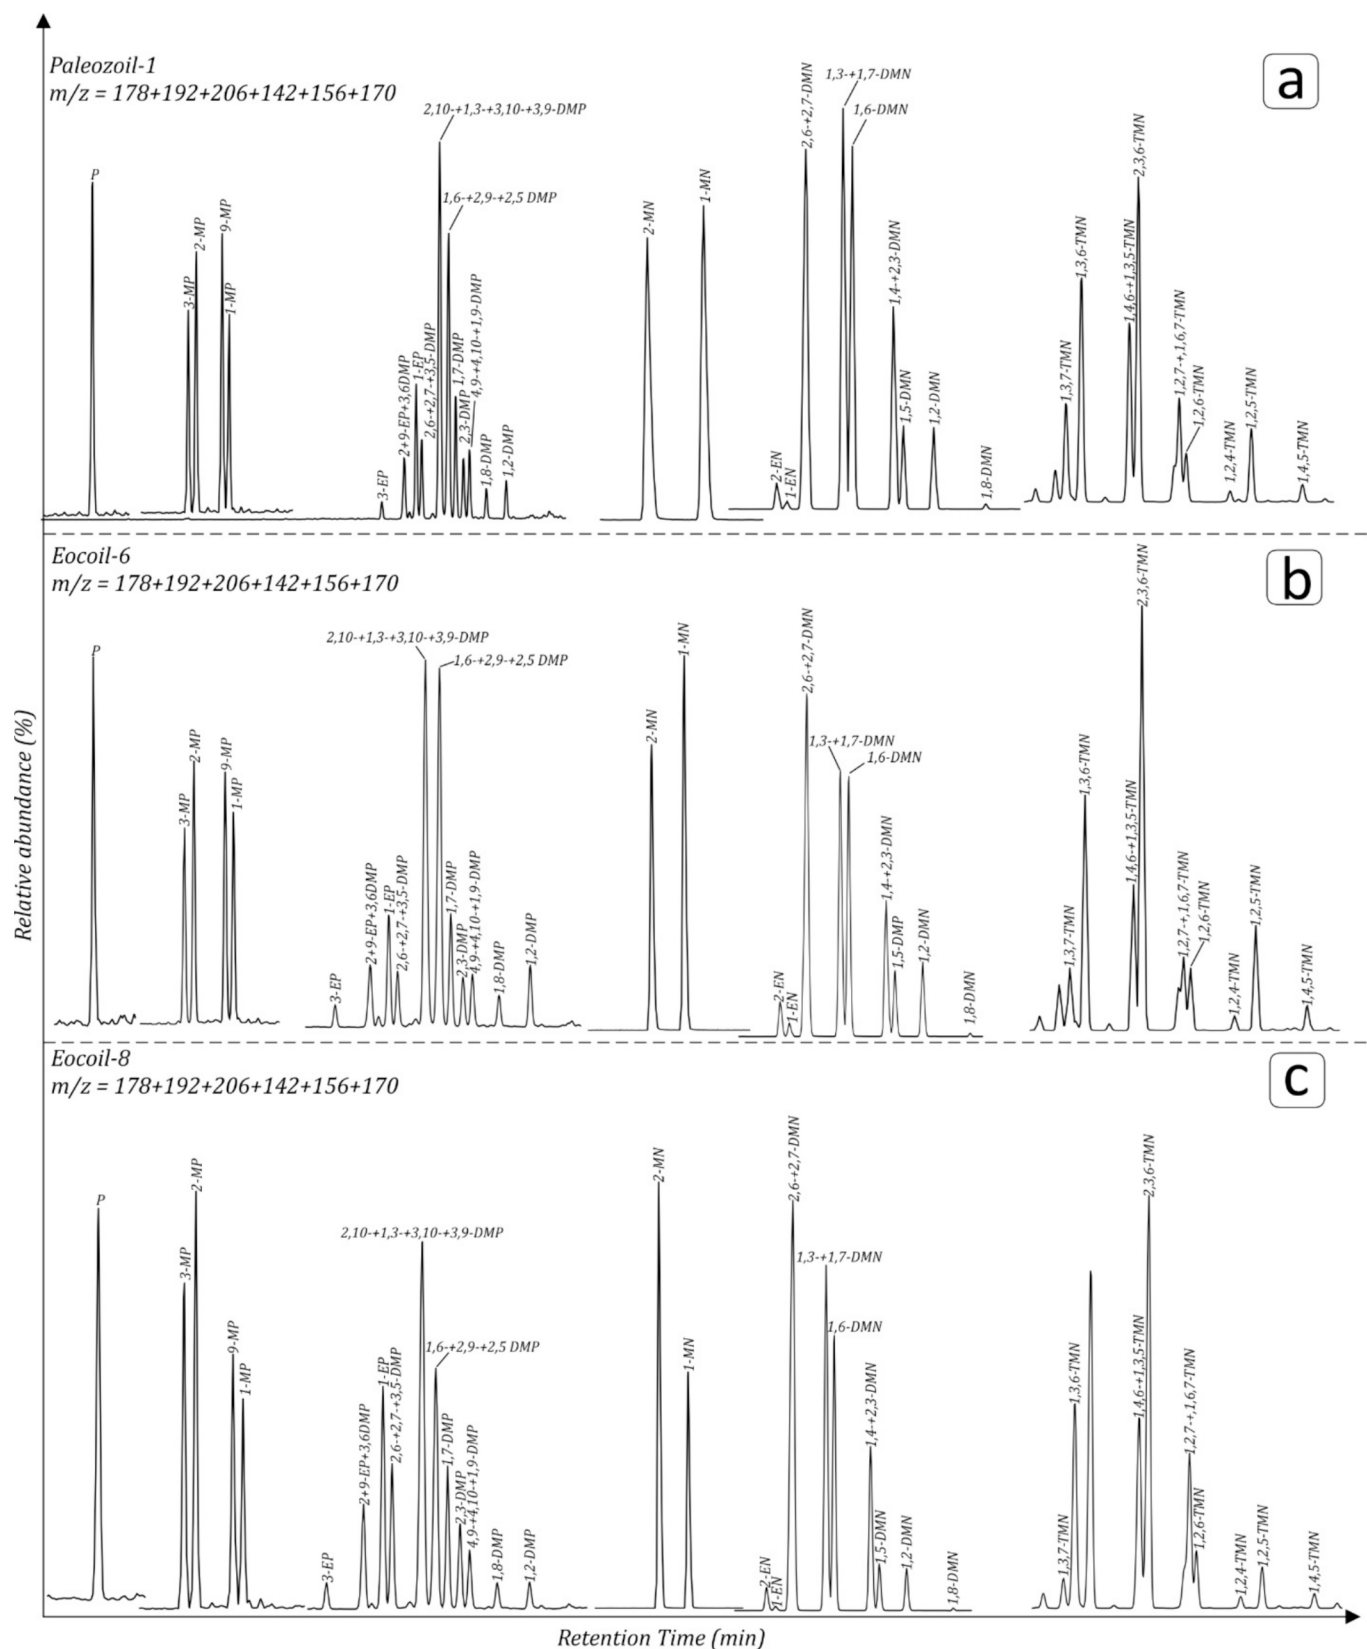 Paleozoil-1
m/z = 178+192+206+142+156+170
a
P
3-MP
2-MP
9-MP
1-MP
3-EP
2+9-EP+3,6DMP
1-EP
2,6-+2,7-+3,5-DMP
2,10-+1,3-+3,10-+3,9-DMP
1,6-+2,9-+2,5 DMP
1,7-DMP
2,3-DMP
4,9-+4,10-+1,9-DMP
1,8-DMP
1,2-DMP
2-MN
1-MN
2-EN
1-EN
2,6-+2,7-DMN
1,3-+1,7-DMN
1,6-DMN
1,4-+2,3-DMN
1,5-DMN
1,2-DMN
1,8-DMN
1,3,7-TMN
1,3,6-TMN
1,4,6-+1,3,5-TMN
2,3,6-TMN
1,2,7-+,1,6,7-TMN
1,2,6-TMN
1,2,4-TMN
1,2,5-TMN
1,4,5-TMN
Eocoil-6
m/z = 178+192+206+142+156+170
b
P
3-MP
2-MP
9-MP
1-MP
3-EP
2+9-EP+3,6DMP
1-EP
2,6-+2,7-+3,5-DMP
2,10-+1,3-+3,10-+3,9-DMP
1,6-+2,9-+2,5 DMP
1,7-DMP
2,3-DMP
4,9-+4,10-+1,9-DMP
1,8-DMP
1,2-DMP
2-MN
1-MN
2-EN
1-EN
2,6-+2,7-DMN
1,3-+1,7-DMN
1,6-DMN
1,4-+2,3-DMN
1,5-DMP
1,2-DMN
1,8-DMN
1,3,7-TMN
1,3,6-TMN
1,4,6-+1,3,5-TMN
2,3,6-TMN
1,2,7-+,1,6,7-TMN
1,2,6-TMN
1,2,4-TMN
1,2,5-TMN
1,4,5-TMN
Relative abundance (%)
Eocoil-8
m/z = 178+192+206+142+156+170
c
P
3-MP
2-MP
9-MP
1-MP
3-EP
2+9-EP+3,6DMP
1-EP
2,6-+2,7-+3,5-DMP
2,10-+1,3-+3,10-+3,9-DMP
1,6-+2,9-+2,5 DMP
1,7-DMP
2,3-DMP
4,9-+4,10-+1,9-DMP
1,8-DMP
1,2-DMP
2-MN
1-MN
2-EN
1-EN
2,6-+2,7-DMN
1,3-+1,7-DMN
1,6-DMN
1,4-+2,3-DMN
1,5-DMN
1,2-DMN
1,8-DMN
1,3,7-TMN
1,3,6-TMN
1,4,6-+1,3,5-TMN
2,3,6-TMN
1,2,7-+,1,6,7-TMN
1,2,6-TMN
1,2,4-TMN
1,2,5-TMN
1,4,5-TMN
Retention Time (min)